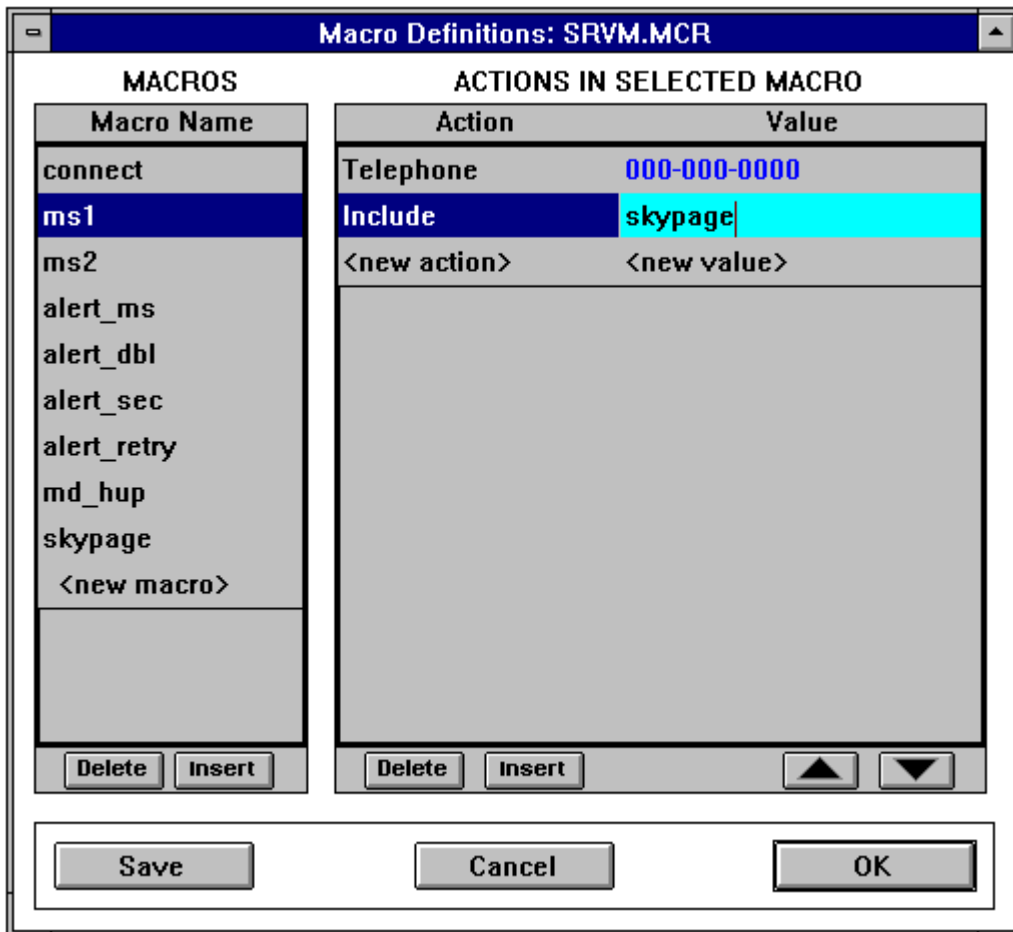 Macro Definitions: SRVM.MCR
MACROS
Macro Name
connect
ms1
ms2
alert_ms
alert_dbl
alert_sec
alert_retry
md_hup
skypage
<new macro>
Delete Insert
ACTIONS IN SELECTED MACRO
Action Value
Telephone 000-000-0000
Include skypage
<new action> <new value>
Delete Insert
Save Cancel OK